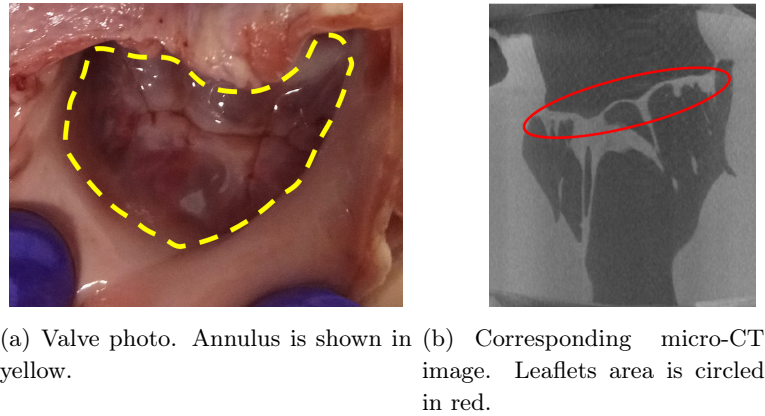 (a) Valve photo. Annulus is shown in
yellow.
(b) Corresponding micro-CT
image. Leaflets area is circled
in red.